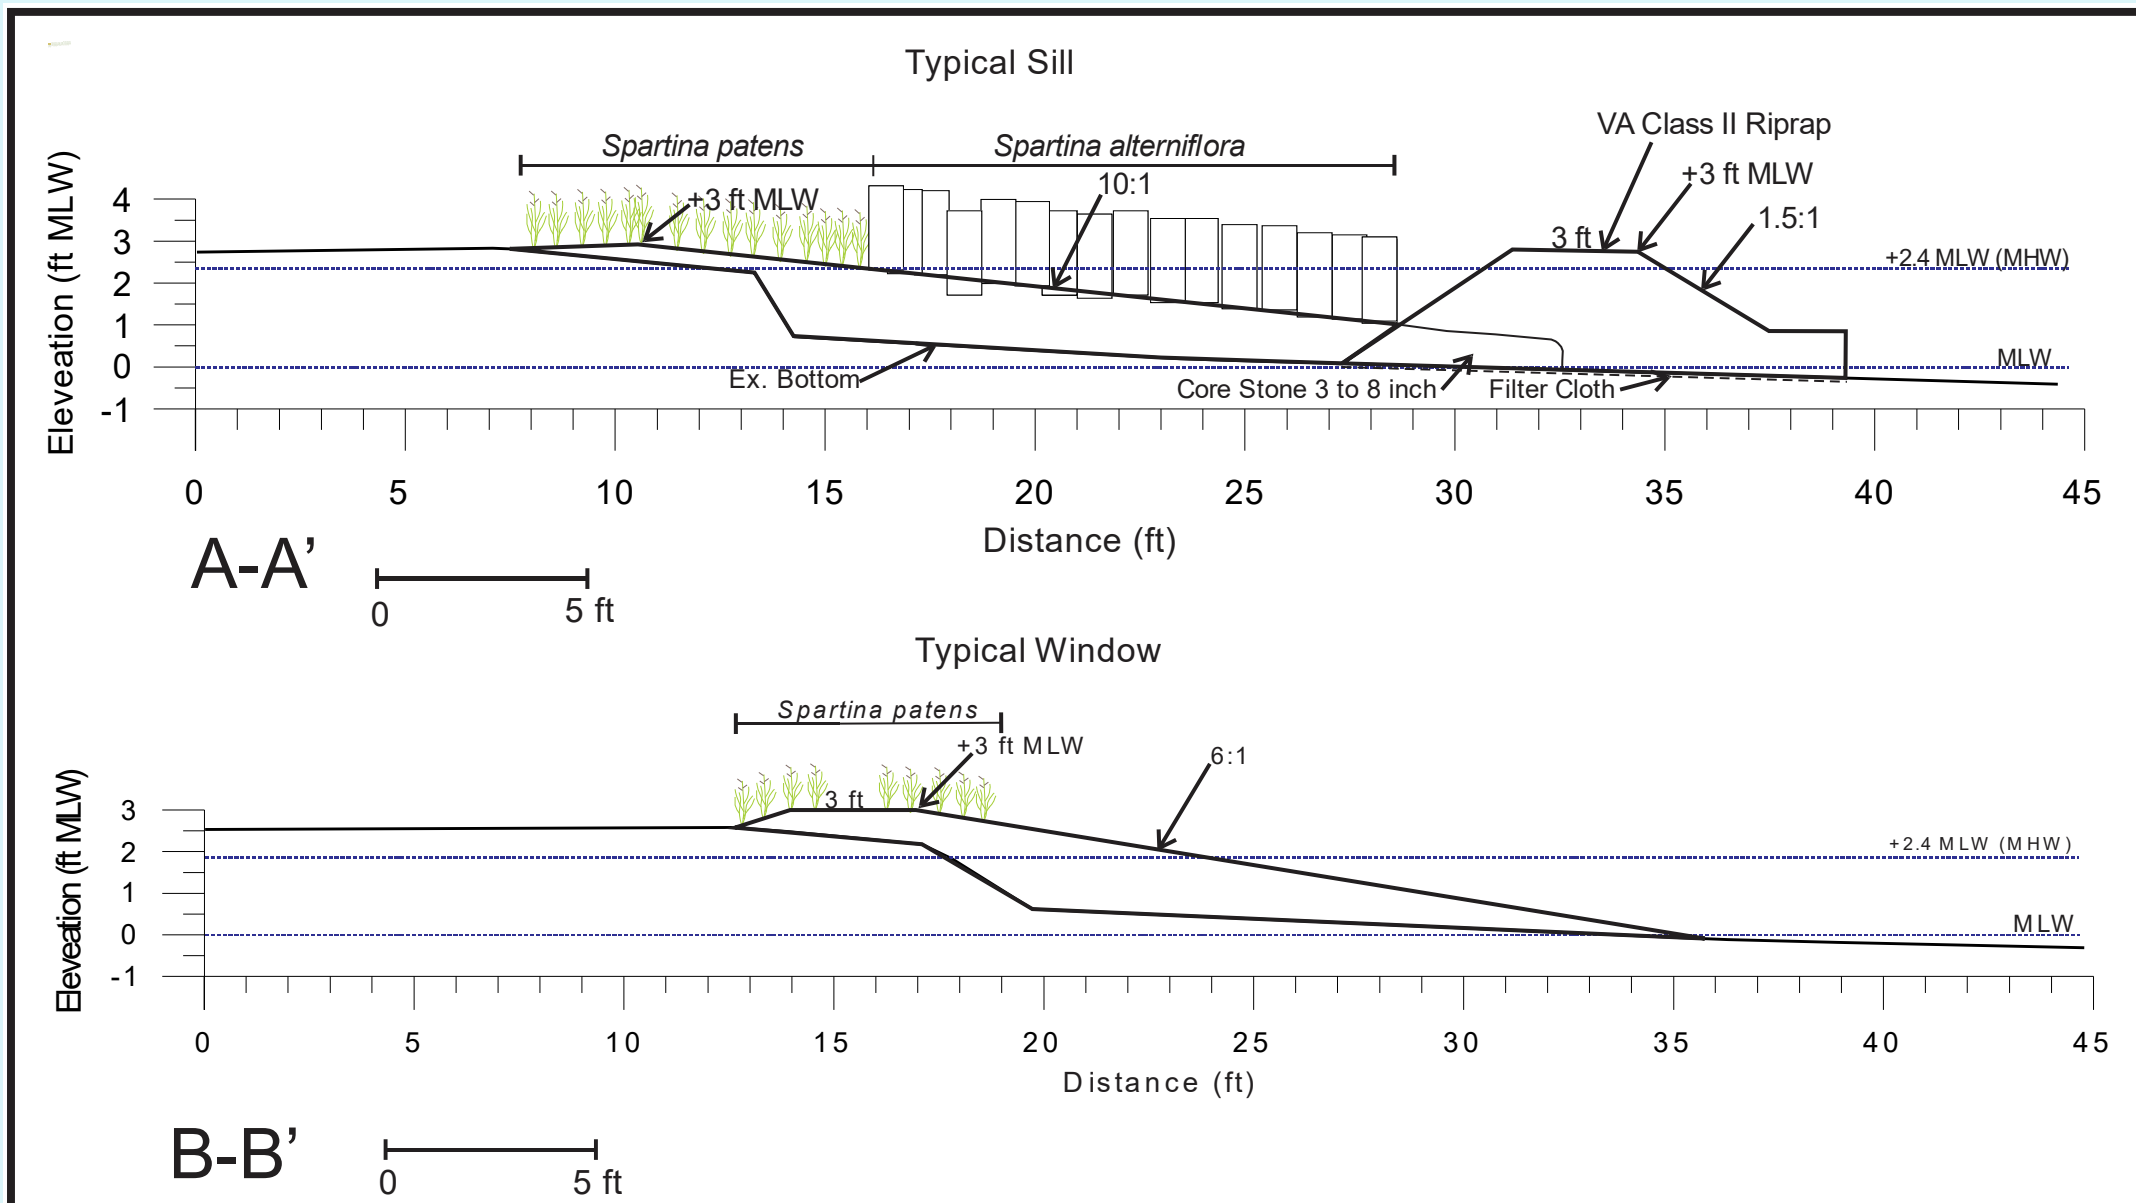 Typical Sill
VA Class II Riprap
Spartina patens
Spartina alterniflora
+3 ft MLW
10:1
+3 ft MLW
3 ft
1.5:1
+2.4 MLW (MHW)
MLW
Ex. Bottom
Core Stone 3 to 8 inch
Filter Cloth
Eleveation (ft MLW)
4
3
2
1
0
-1
0 5 10 15 20 25 30 35 40 45
Distance (ft)
A-A’
0 5 ft
Typical Window
Spartina patens
+3 ft MLW
6:1
3 ft
+2.4 MLW (MHW)
MLW
Eleveation (ft MLW)
3
2
1
0
-1
0 5 10 15 20 25 30 35 40 45
Distance (ft)
B-B’
0 5 ft